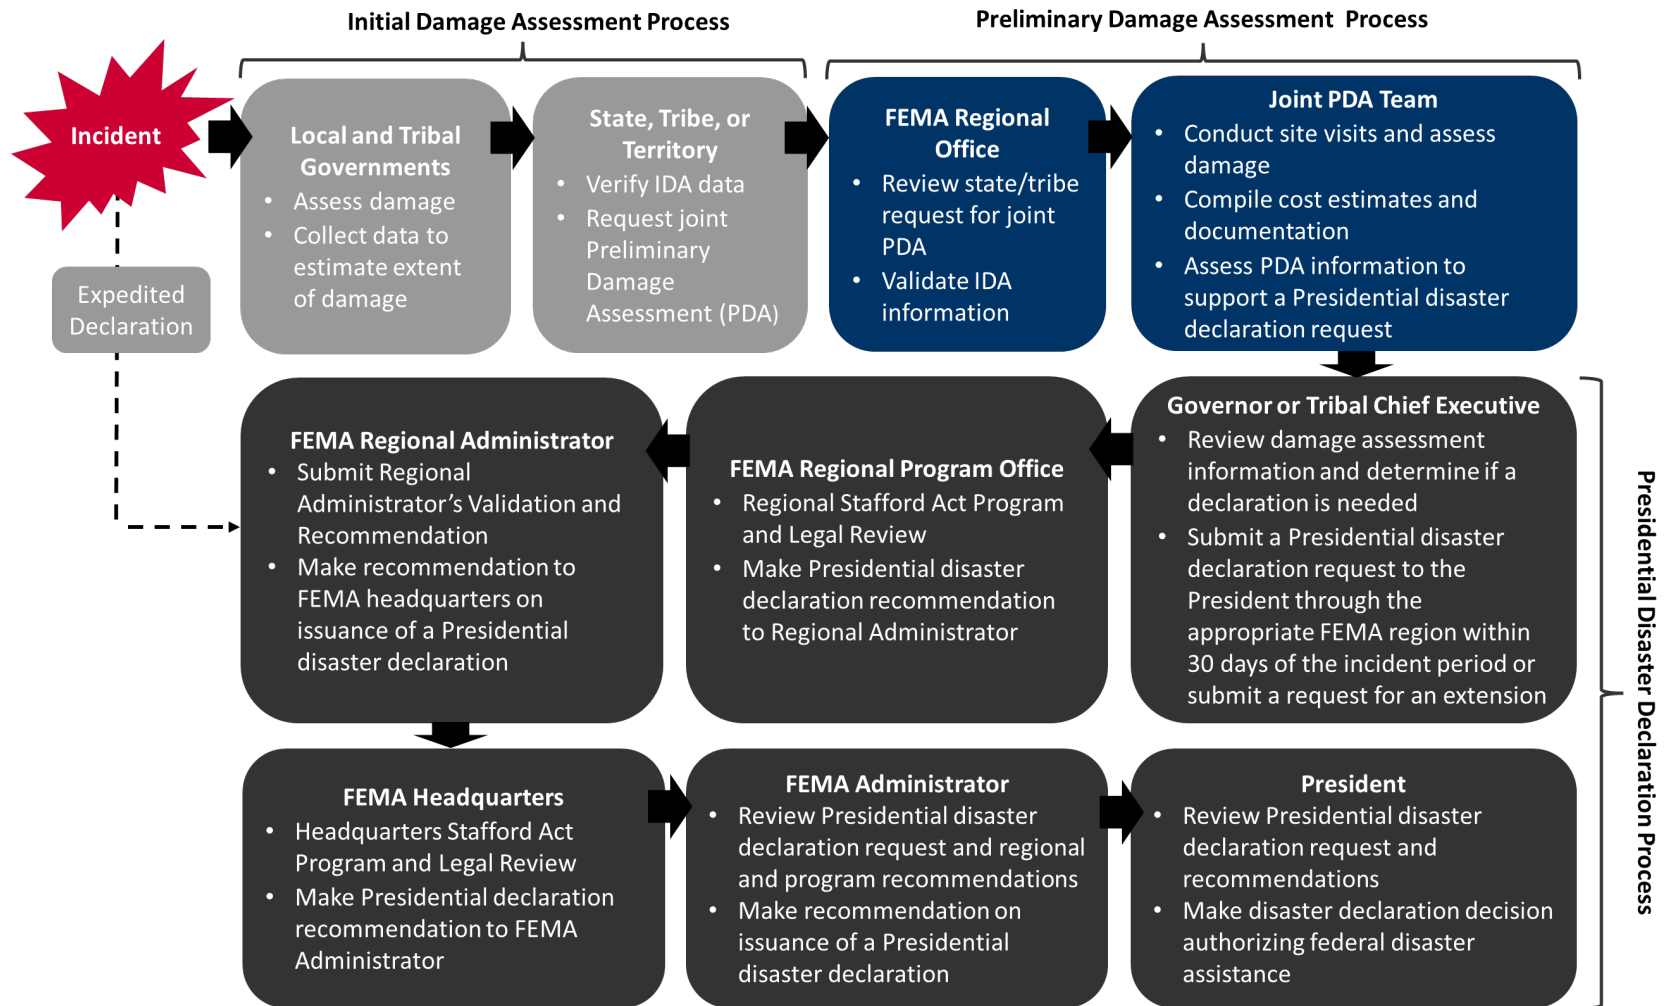 Initial Damage Assessment Process
Preliminary Damage Assessment Process
Incident
Expedited
Declaration
Local and Tribal
Governments
• Assess damage
• Collect data to
estimate extent
of damage
State, Tribe, or
Territory
• Verify IDA data
• Request joint
Preliminary
Damage
Assessment (PDA)
FEMA Regional
Office
• Review state/tribe
request for joint
PDA
• Validate IDA
information
Joint PDA Team
• Conduct site visits and assess
damage
• Compile cost estimates and
documentation
• Assess PDA information to
support a Presidential disaster
declaration request
Governor or Tribal Chief Executive
• Review damage assessment
information and determine if a
declaration is needed
• Submit a Presidential disaster
declaration request to the
President through the
appropriate FEMA region within
30 days of the incident period or
submit a request for an extension
FEMA Regional Program Office
• Regional Stafford Act Program
and Legal Review
• Make Presidential disaster
declaration recommendation
to Regional Administrator
FEMA Regional Administrator
• Submit Regional
Administrator’s Validation and
Recommendation
• Make recommendation to
FEMA headquarters on
issuance of a Presidential
disaster declaration
FEMA Headquarters
• Headquarters Stafford Act
Program and Legal Review
• Make Presidential declaration
recommendation to FEMA
Administrator
FEMA Administrator
• Review Presidential disaster
declaration request and regional
and program recommendations
• Make recommendation on
issuance of a Presidential
disaster declaration
President
• Review Presidential disaster
declaration request and
recommendations
• Make disaster declaration decision
authorizing federal disaster
assistance
Presidential Disaster Declaration Process